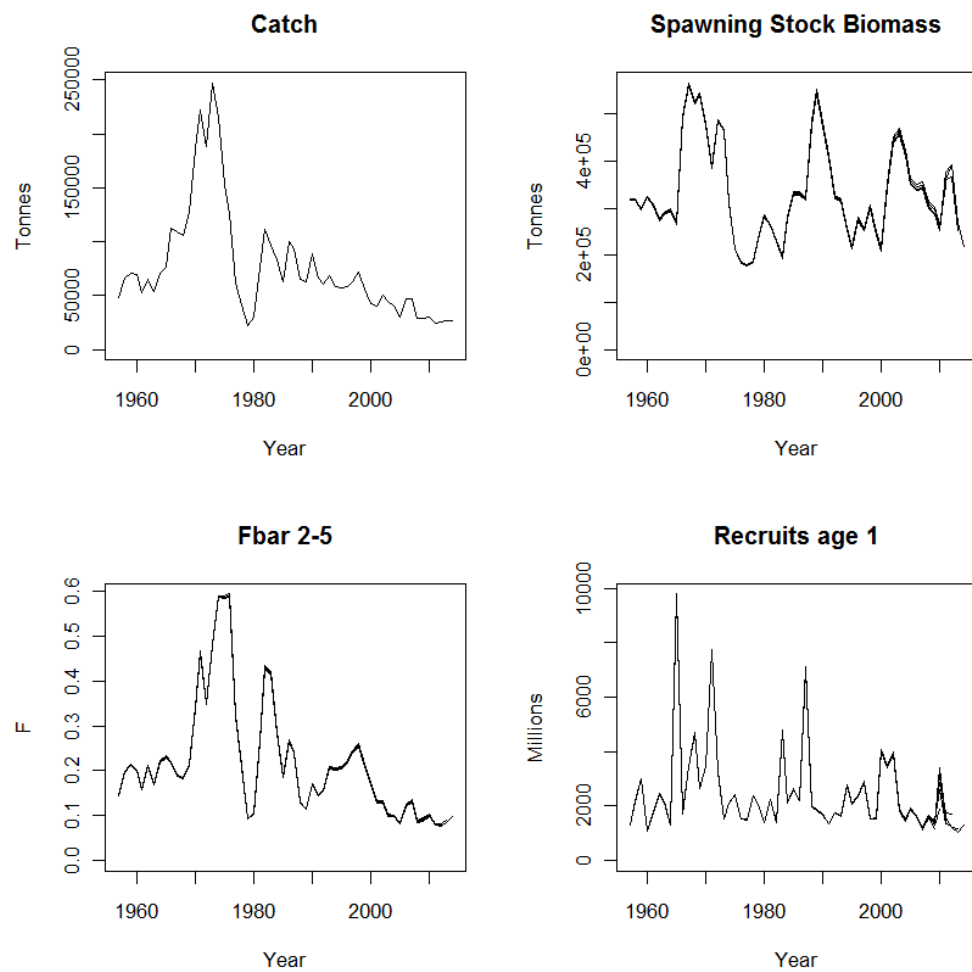 Catch
Tonnes
250000
150000
50000
0
1960 1980 2000
Year
Spawning Stock Biomass
Tonnes
4e+05
2e+05
0e+00
1960 1980 2000
Year
Fbar 2-5
F
0.6
0.5
0.4
0.3
0.2
0.1
0.0
1960 1980 2000
Year
Recruits age 1
Millions
10000
6000
2000
0
1960 1980 2000
Year